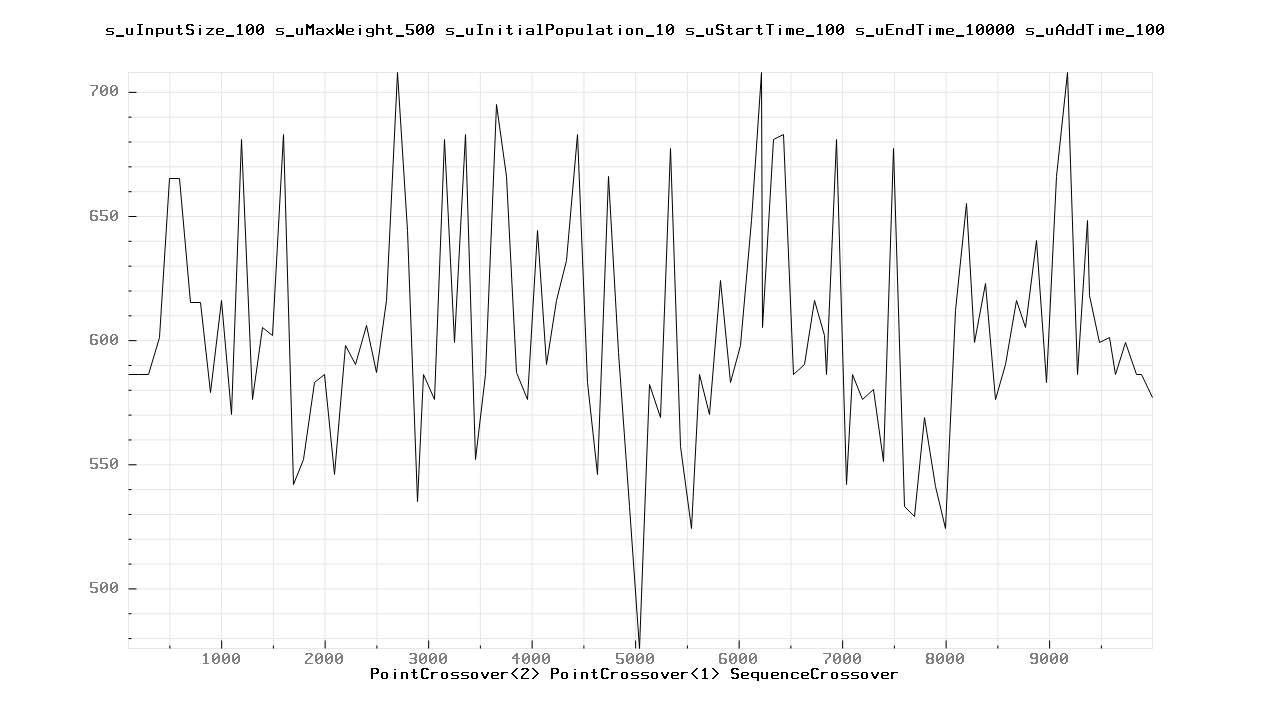 s_uInputSize_100 s_uMaxWeight_500 s_uInitialPopulation_10 s_uStartTime_100 s_uEndTime_10000 s_uAddTime_100
700
650
600
550
500
1000 2000 3000 4000 5000 6000 7000 8000 9000
PointCrossover<2> PointCrossover<1> SequenceCrossover